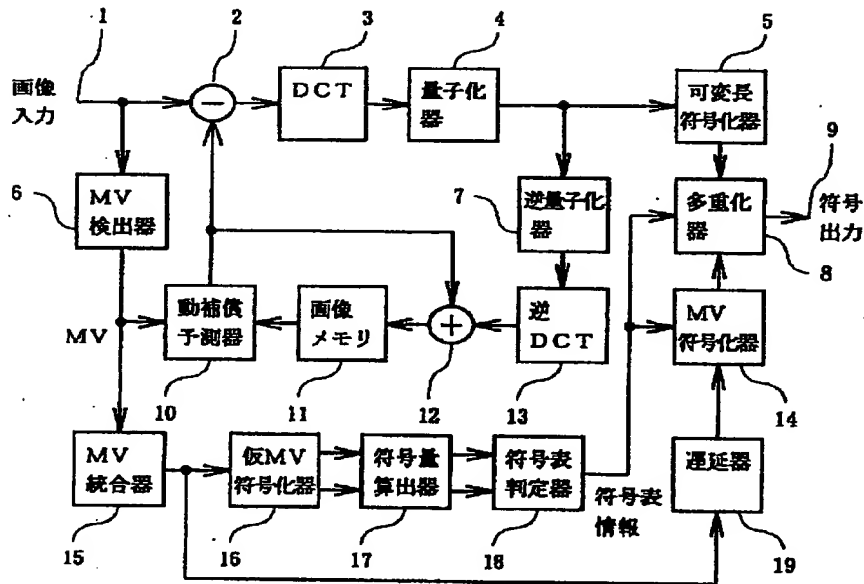 1
2
3
4
5
画像
入力
DCT
量子化
器
可変長
符号化器
9
6
MV
検出器
7
逆量子化
器
多重化
器
符号
出力
8
MV
動補償
予測器
画像
メモリ
逆
DCT
MV
符号化器
10
11
12
13
14
MV
統合器
仮MV
符号化器
符号量
算出器
符号表
判定器
符号表
情報
遅延器
15
16
17
18
19